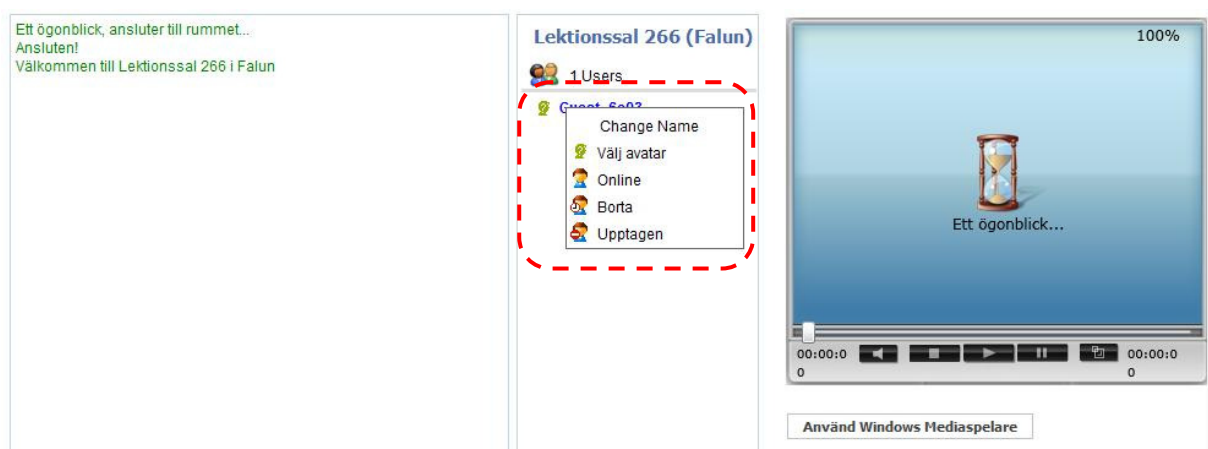 Ett ögonblick, ansluter till rummet...
Ansluten!
Välkommen till Lektionssal 266 i Falun
Lektionssal 266 (Falun)
1 Users
Change Name
Välj avatar
Online
Borta
Upptagen
100%
Ett ögonblick...
00:00:0
0
00:00:0
0
Använd Windows Mediaspelare